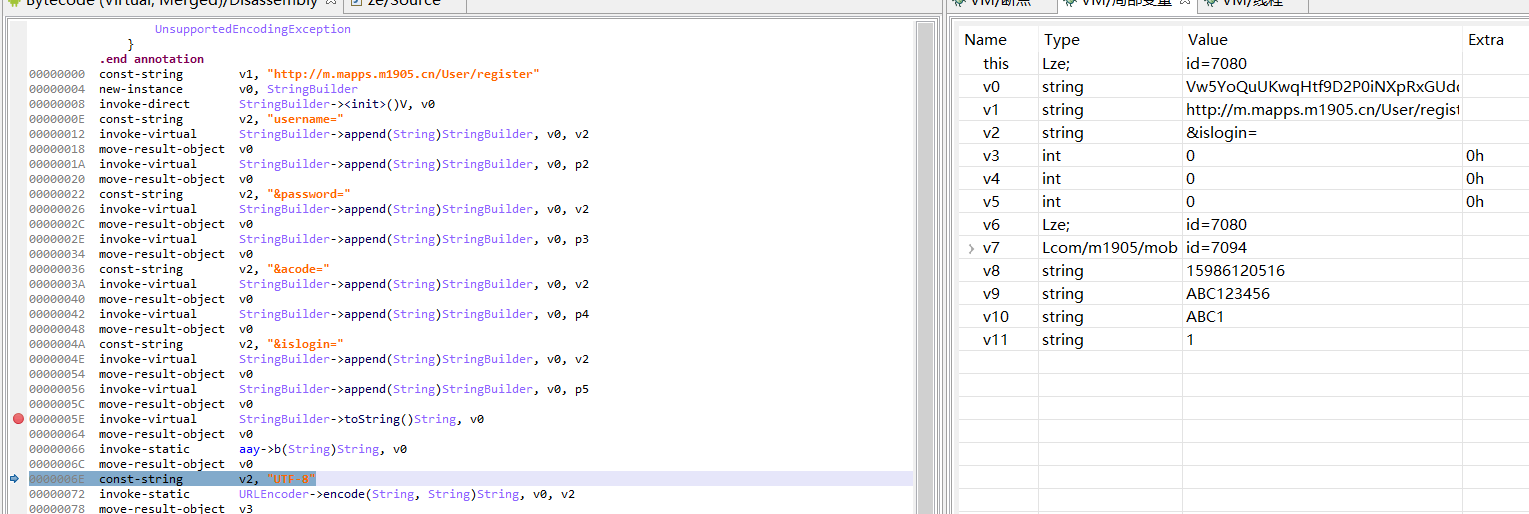 Bytecode (Virtual, Merged)/Disassembly ze/Source
UnsupportedEncodingException
}
.end annotation
00000000 const-string v1, "http://m.mapps.m1905.cn/User/register"
00000004 new-instance v0, StringBuilder
00000008 invoke-direct StringBuilder-><init>()V, v0
0000000E const-string v2, "username="
00000012 invoke-virtual StringBuilder->append(String)StringBuilder, v0, v2
00000018 move-result-object v0
0000001A invoke-virtual StringBuilder->append(String)StringBuilder, v0, p2
00000020 move-result-object v0
00000022 const-string v2, "&password="
00000026 invoke-virtual StringBuilder->append(String)StringBuilder, v0, v2
0000002C move-result-object v0
0000002E invoke-virtual StringBuilder->append(String)StringBuilder, v0, p3
00000034 move-result-object v0
00000036 const-string v2, "&acode="
0000003A invoke-virtual StringBuilder->append(String)StringBuilder, v0, v2
00000040 move-result-object v0
00000042 invoke-virtual StringBuilder->append(String)StringBuilder, v0, p4
00000048 move-result-object v0
0000004A const-string v2, "&islogin="
0000004E invoke-virtual StringBuilder->append(String)StringBuilder, v0, v2
00000054 move-result-object v0
00000056 invoke-virtual StringBuilder->append(String)StringBuilder, v0, p5
0000005C move-result-object v0
0000005E invoke-virtual StringBuilder->toString()String, v0
00000064 move-result-object v0
00000066 invoke-static aay->b(String)String, v0
0000006C move-result-object v0
0000006E const-string v2, "UTF-8"
00000072 invoke-static URLEncoder->encode(String, String)String, v0, v2
00000078 move-result-object v3
VM/断点 VM/局部变量 VM/线程
Name Type Value Extra
this Lze; id=7080
v0 string Vw5YoQuUKwqHtf9D2P0iNXpRxGUd
v1 string http://m.mapps.m1905.cn/User/regist
v2 string &islogin=
v3 int 0 0h
v4 int 0 0h
v5 int 0 0h
v6 Lze; id=7080
v7 Lcom/m1905/mob id=7094
v8 string 15986120516
v9 string ABC123456
v10 string ABC1
v11 string 1